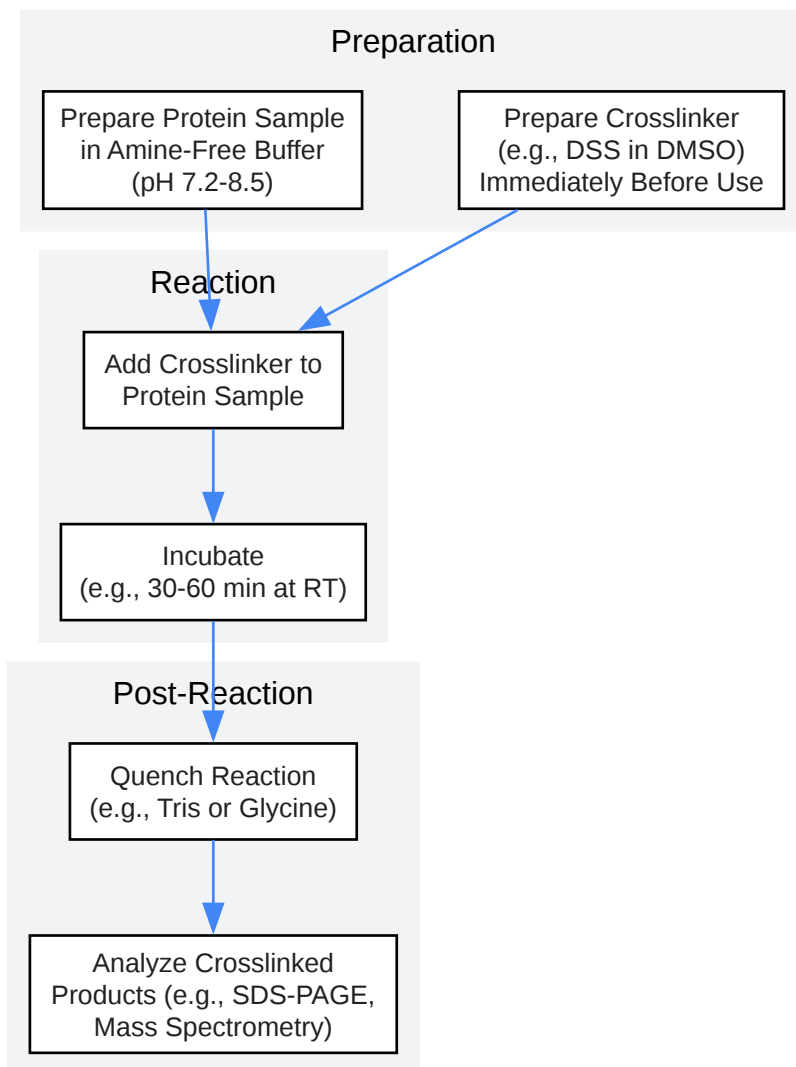 Preparation
Prepare Protein Sample
in Amine-Free Buffer
(pH 7.2-8.5)
Prepare Crosslinker
(e.g., DSS in DMSO)
Immediately Before Use
Reaction
Add Crosslinker to
Protein Sample
Incubate
(e.g., 30-60 min at RT)
Post-Reaction
Quench Reaction
(e.g., Tris or Glycine)
Analyze Crosslinked
Products (e.g., SDS-PAGE,
Mass Spectrometry)